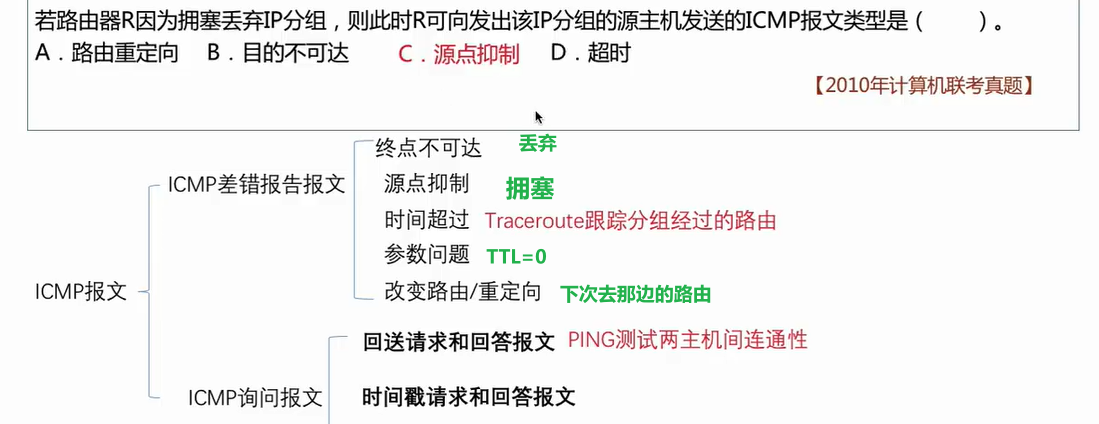 若路由器R因为拥塞丢弃IP分组，则此时R可向发出该IP分组的源主机发送的ICMP报文类型是（　　）。
A．路由重定向 B．目的不可达 C．源点抑制 D．超时
【2010年计算机联考真题】
终点不可达 丢弃
ICMP差错报告报文
源点抑制 拥塞
时间超过 Traceroute跟踪分组经过的路由
参数问题 TTL=0
ICMP报文
改变路由/重定向 下次去那边的路由
回送请求和回答报文 PING测试两主机间连通性
ICMP询问报文
时间戳请求和回答报文